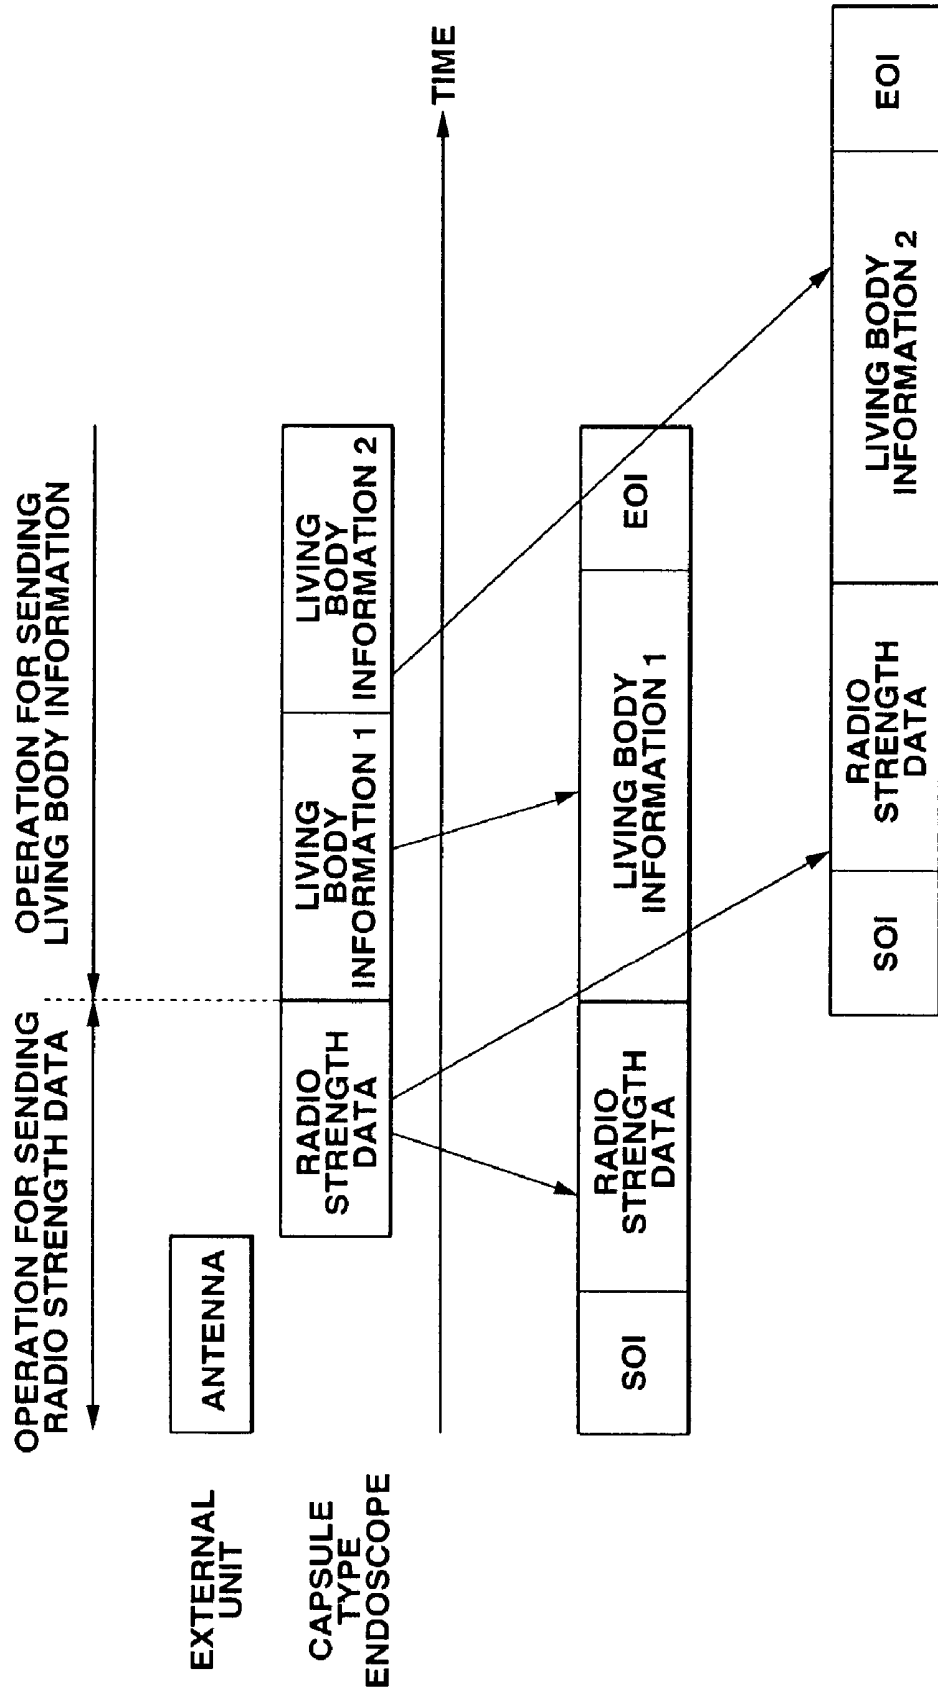 OPERATION FOR SENDING
RADIO STRENGTH DATA
OPERATION FOR SENDING
LIVING BODY INFORMATION
EXTERNAL
UNIT
ANTENNA
CAPSULE
TYPE
ENDOSCOPE
RADIO
STRENGTH
DATA
LIVING
BODY
INFORMATION 1
LIVING
BODY
INFORMATION 2
TIME
SOI
RADIO
STRENGTH
DATA
LIVING BODY
INFORMATION 1
EOI
SOI
RADIO
STRENGTH
DATA
LIVING BODY
INFORMATION 2
EOI